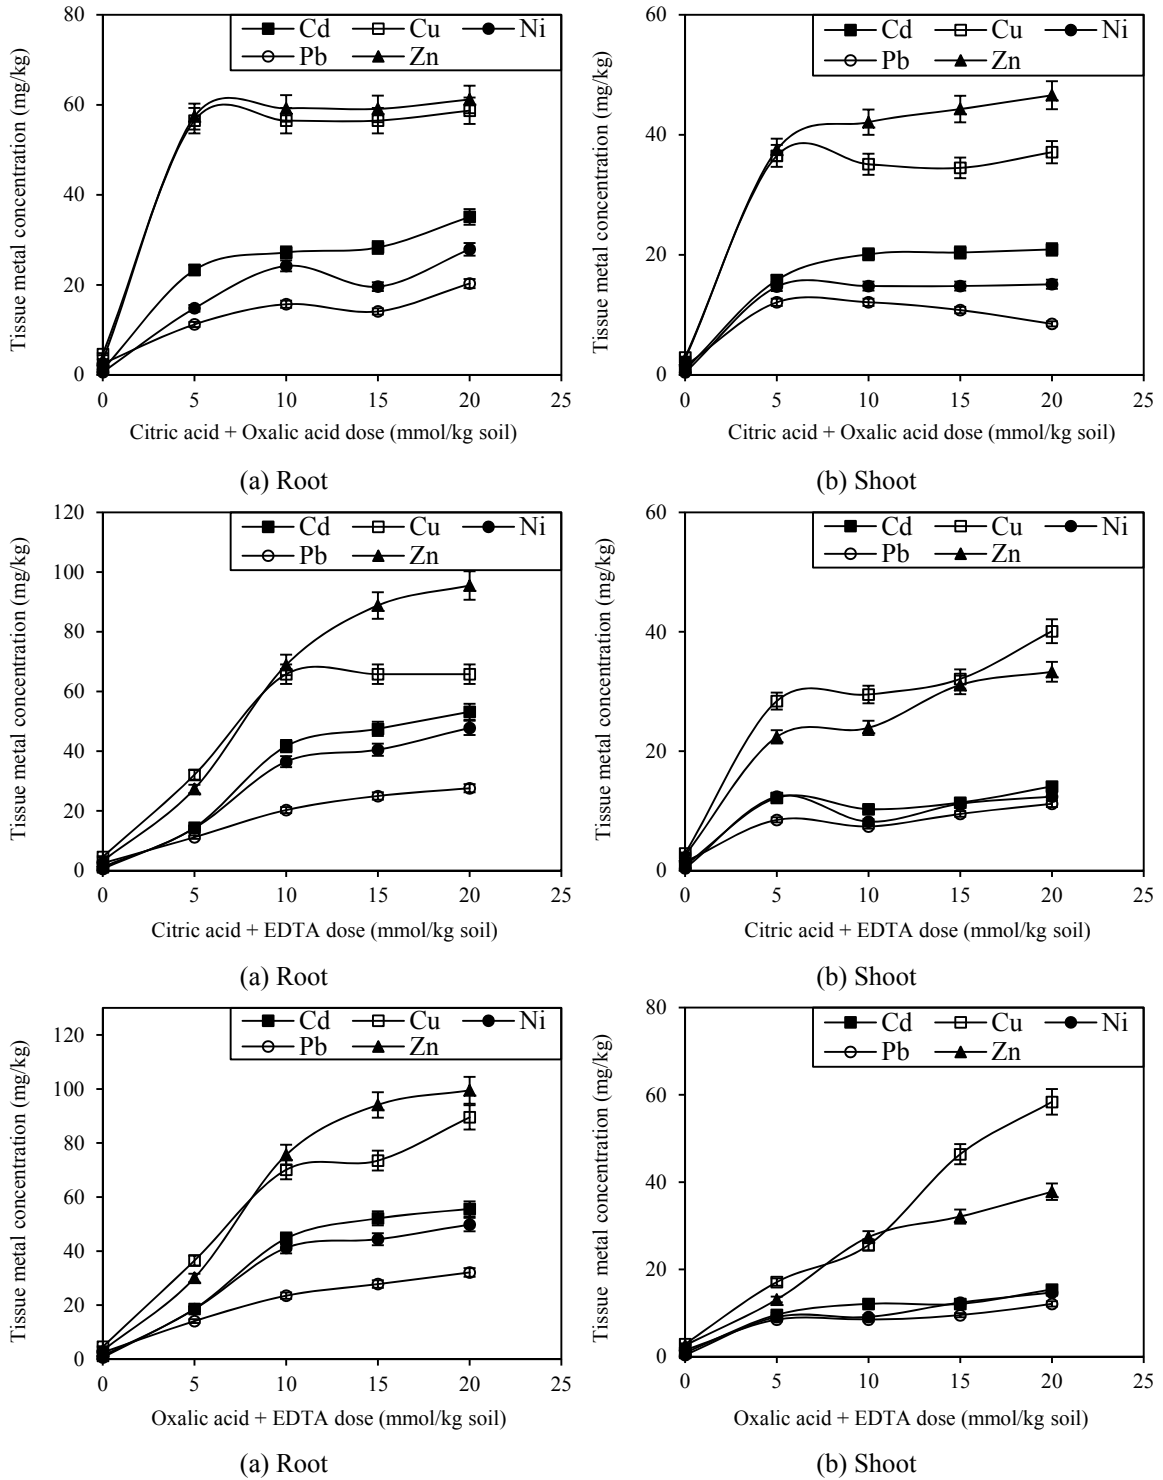 Tissue metal concentration (mg/kg)
80
60
40
20
0
Cd Cu Ni
Pb Zn
0 5 10 15 20 25
Citric acid + Oxalic acid dose (mmol/kg soil)
(a) Root
Tissue metal concentration (mg/kg)
60
40
20
0
Cd Cu Ni
Pb Zn
0 5 10 15 20 25
Citric acid + Oxalic acid dose (mmol/kg soil)
(b) Shoot
Tissue metal concentration (mg/kg)
120
100
80
60
40
20
0
Cd Cu Ni
Pb Zn
0 5 10 15 20 25
Citric acid + EDTA dose (mmol/kg soil)
(a) Root
Tissue metal concentration (mg/kg)
60
40
20
0
Cd Cu Ni
Pb Zn
0 5 10 15 20 25
Citric acid + EDTA dose (mmol/kg soil)
(b) Shoot
Tissue metal concentration (mg/kg)
120
100
80
60
40
20
0
Cd Cu Ni
Pb Zn
0 5 10 15 20 25
Oxalic acid + EDTA dose (mmol/kg soil)
(a) Root
Tissue metal concentration (mg/kg)
80
60
40
20
0
Cd Cu Ni
Pb Zn
0 5 10 15 20 25
Oxalic acid + EDTA dose (mmol/kg soil)
(b) Shoot